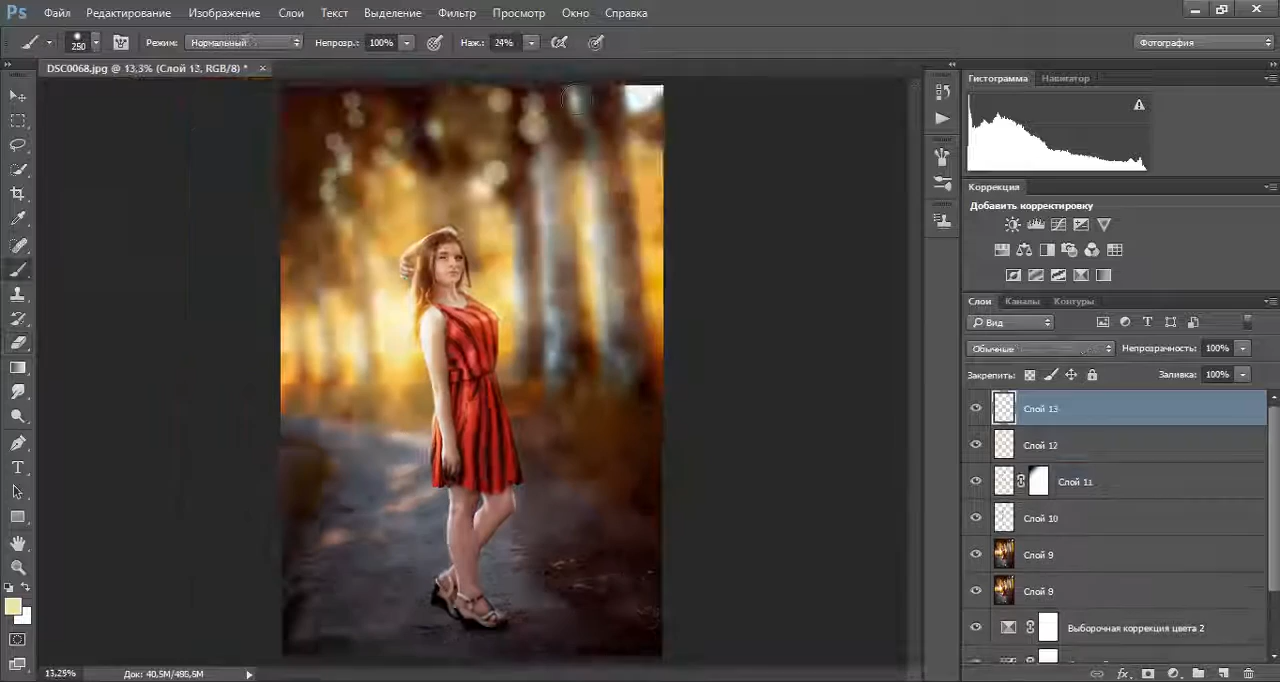 Ps Файл Редактирование Изображение Слои Текст Выделение Фильтр Просмотр Окно Справка
250 Режим: Нормальный Непрозр.: 100% Наж.: 24% Фотография
DSC0068.jpg @ 13,3% (Слой 13, RGB/8) * ×
Гистограмма Навигатор
Коррекция
Добавить корректировку
Слои Каналы Контуры
Вид
Обычные Непрозрачность: 100%
Закрепить: Заливка: 100%
Слой 13
Слой 12
Слой 11
Слой 10
Слой 9
Слой 8
Выборочная коррекция цвета 2
13,29% Док: 40,5M/485,5M